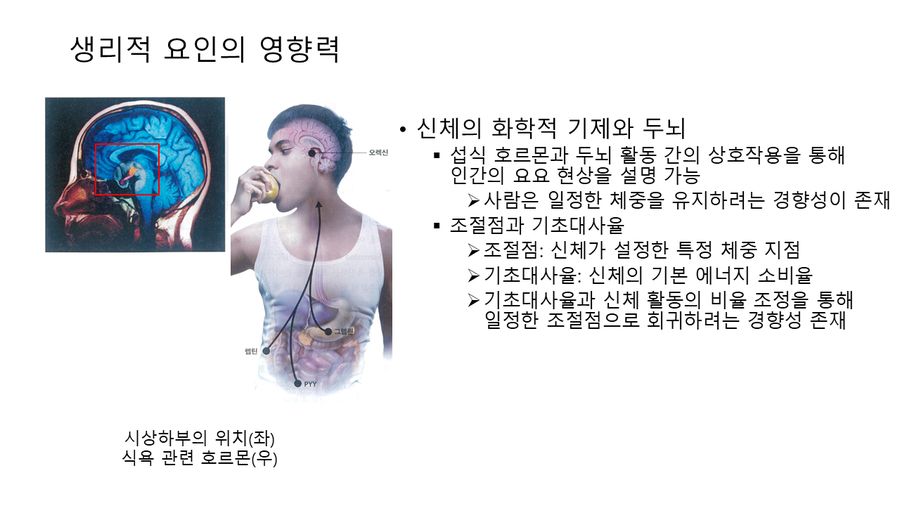 생리적 요인의 영향력
• 신체의 화학적 기제와 두뇌
▪ 섭식 호르몬과 두뇌 활동 간의 상호작용을 통해
인간의 요요 현상을 설명 가능
➢사람은 일정한 체중을 유지하려는 경향성이 존재
▪ 조절점과 기초대사율
➢조절점: 신체가 설정한 특정 체중 지점
➢기초대사율: 신체의 기본 에너지 소비율
➢기초대사율과 신체 활동의 비율 조정을 통해
일정한 조절점으로 회귀하려는 경향성 존재
오렉신
그렐린
렙틴
PYY
시상하부의 위치(좌)
식욕 관련 호르몬(우)